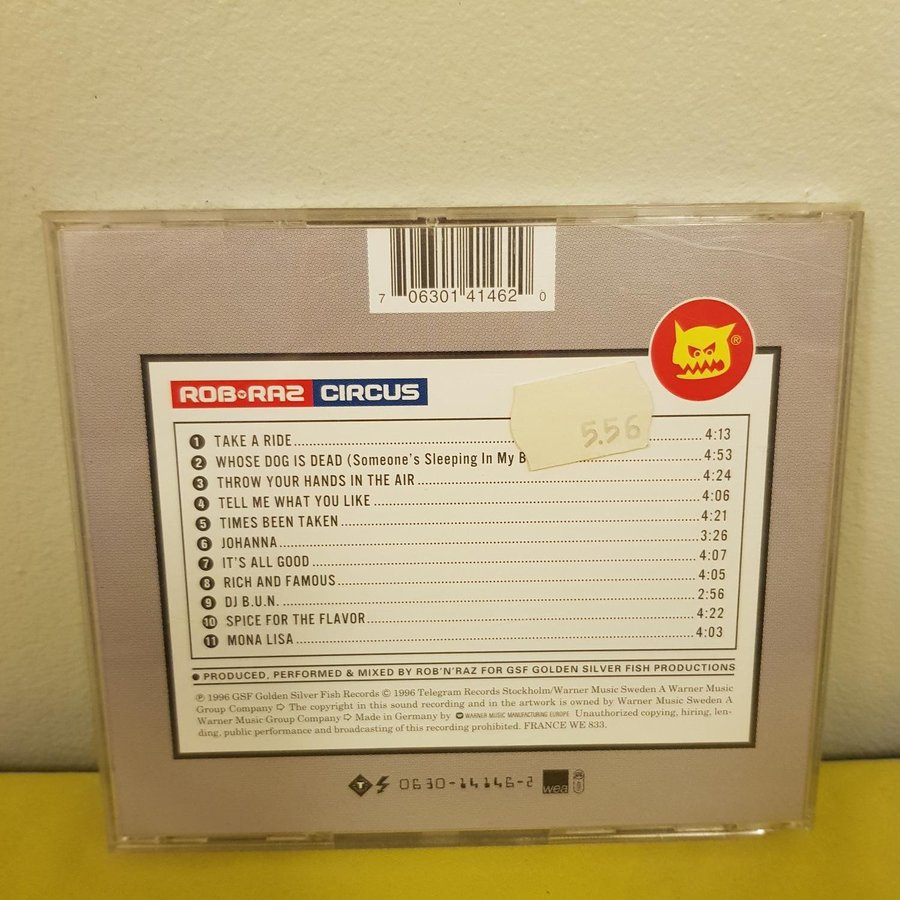 7 06301 41462 0
®
ROB'N'RAZ CIRCUS
5.56
1 TAKE A RIDE 4:13
2 WHOSE DOG IS DEAD (Someone's Sleeping In My 4:53
3 THROW YOUR HANDS IN THE AIR 4:24
4 TELL ME WHAT YOU LIKE 4:06
5 TIMES BEEN TAKEN 4:21
6 JOHANNA 3:26
7 IT'S ALL GOOD 4:07
8 RICH AND FAMOUS 4:05
9 DJ B.U.N. 2:56
10 SPICE FOR THE FLAVOR 4:22
11 MONA LISA 4:03
● PRODUCED, PERFORMED & MIXED BY ROB'N'RAZ FOR GSF GOLDEN SILVER FISH PRODUCTIONS
℗ 1996 GSF Golden Silver Fish Records © 1996 Telegram Records Stockholm/Warner Music Sweden A Warner Music
Group Company ➩ The copyright in this sound recording and in the artwork is owned by Warner Music Sweden A
Warner Music Group Company ➩ Made in Germany by WARNER MUSIC MANUFACTURING EUROPE Unauthorized copying, hiring, len-
ding, public performance and broadcasting of this recording prohibited. FRANCE WE 833.
T 0630-14146-2 wea